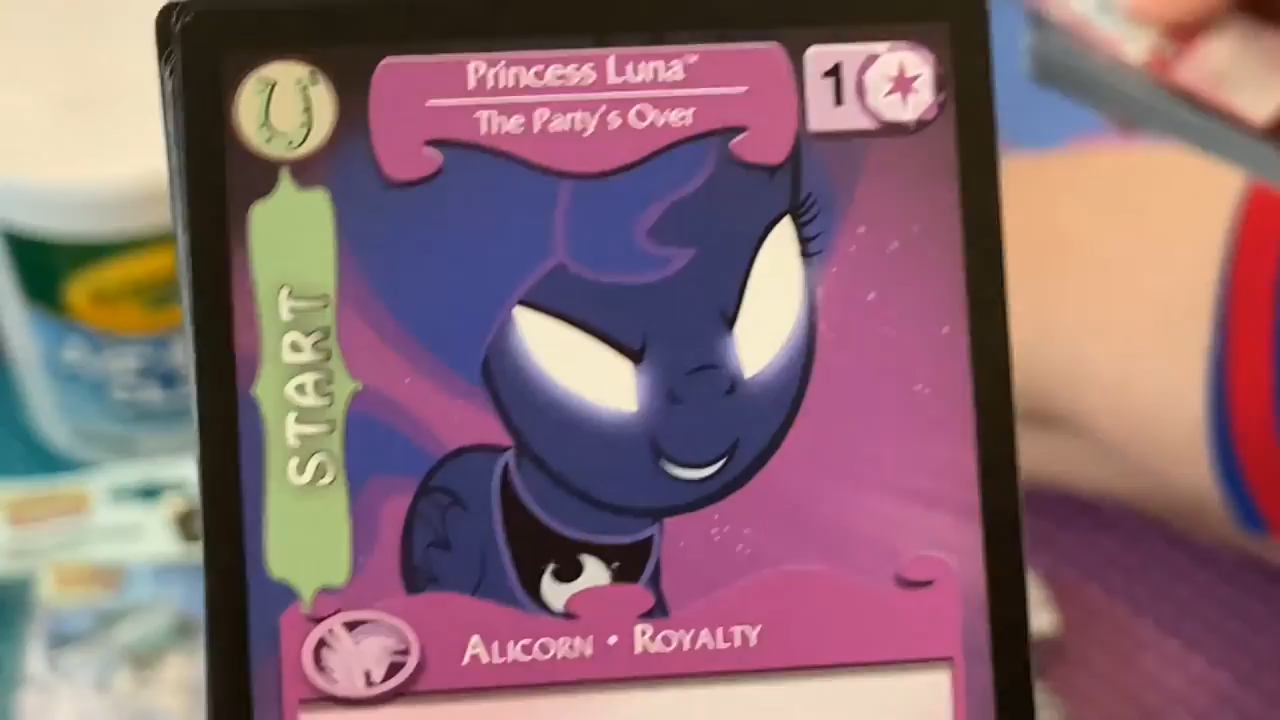 Princess Luna™
The Party's Over
1
START
ALICORN • ROYALTY